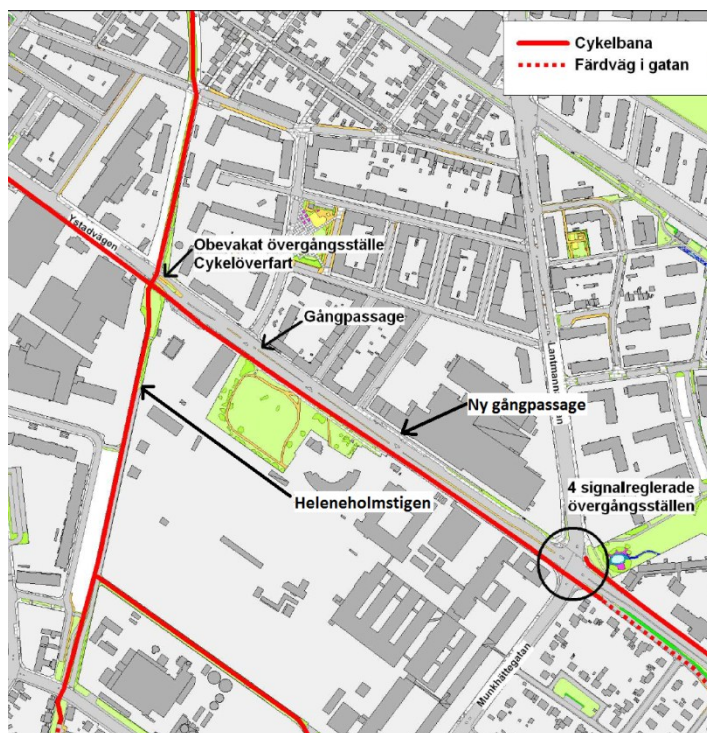 Cykelbana
Färdväg i gatan
Ystadvägen
Obevakat övergångsställe
Cykelöverfart
Gångpassage
Ny gångpassage
Heleneholmstigen
4 signalreglerade
övergångsställen
Munkhättegatan